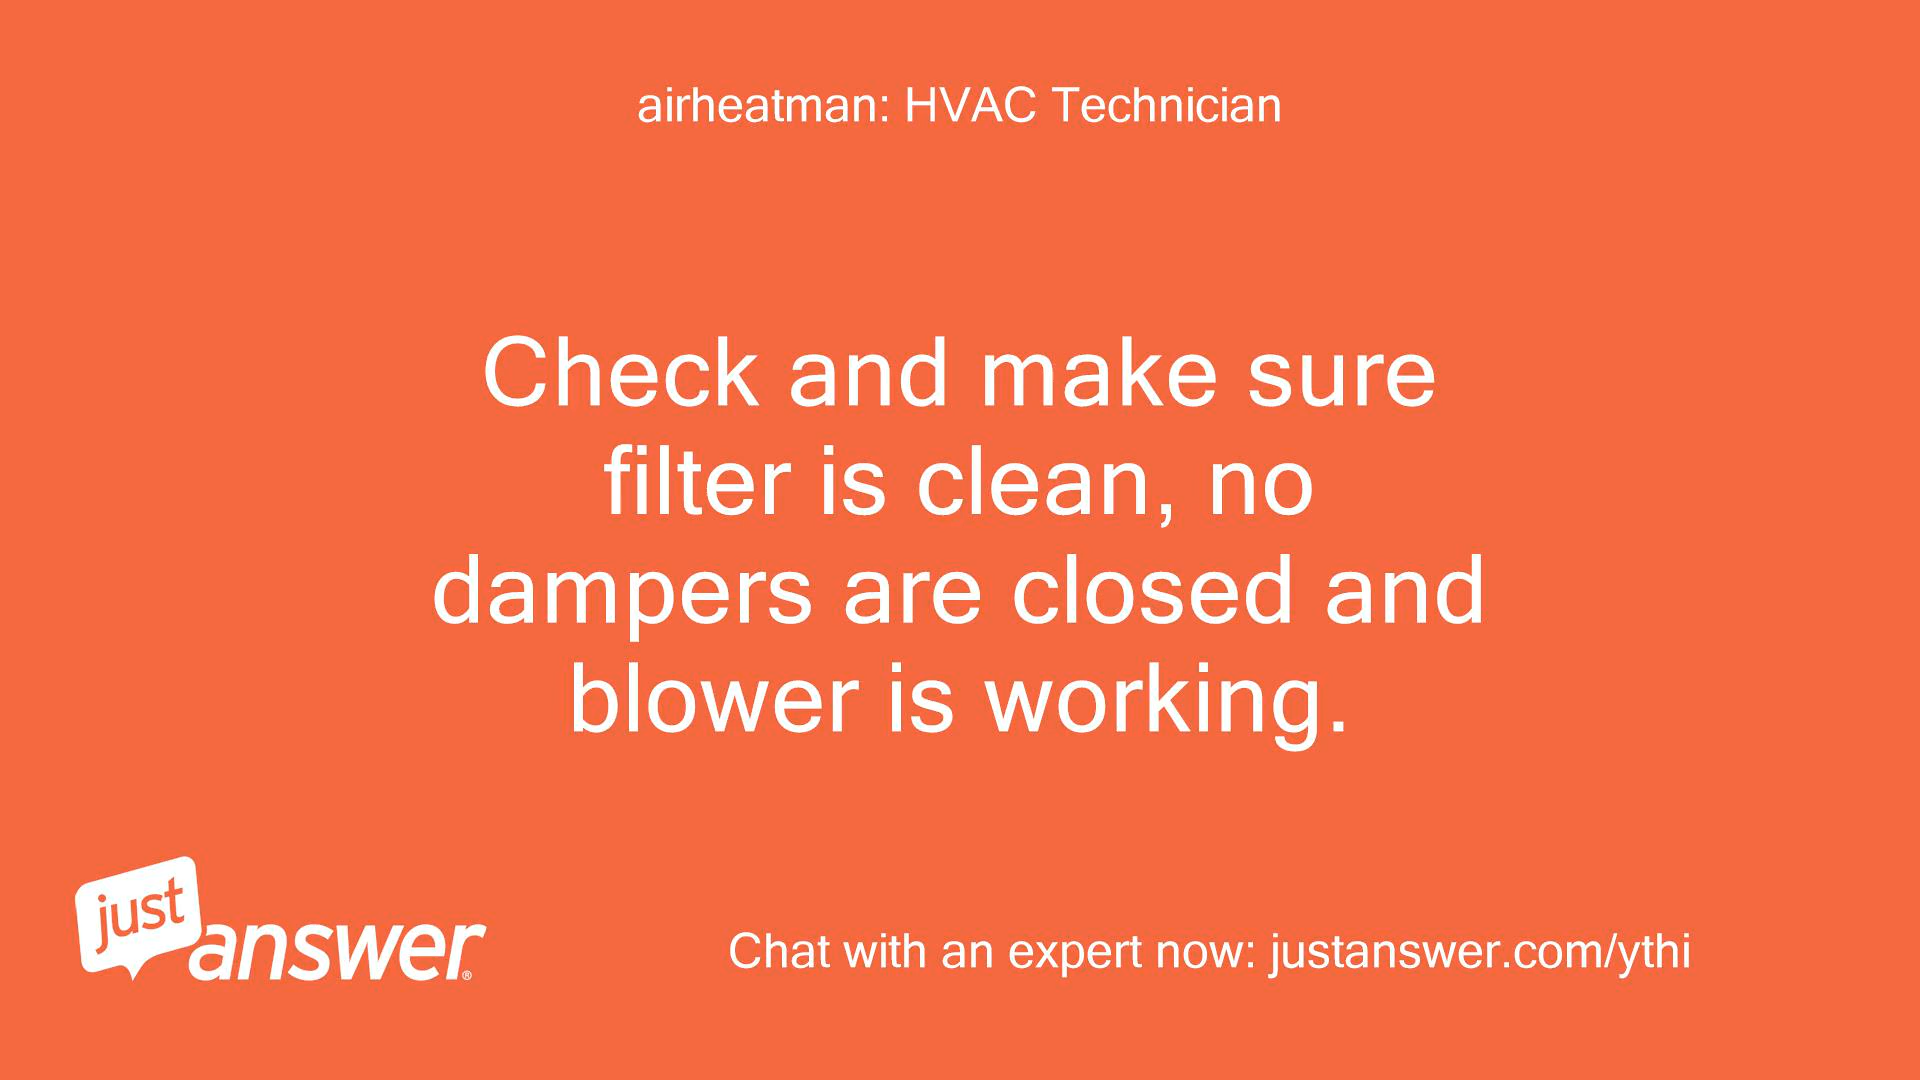 airheatman: HVAC Technician
Check and make sure
filter is clean, no
dampers are closed and
blower is working.
just
answer®
Chat with an expert now: justanswer.com/ythi